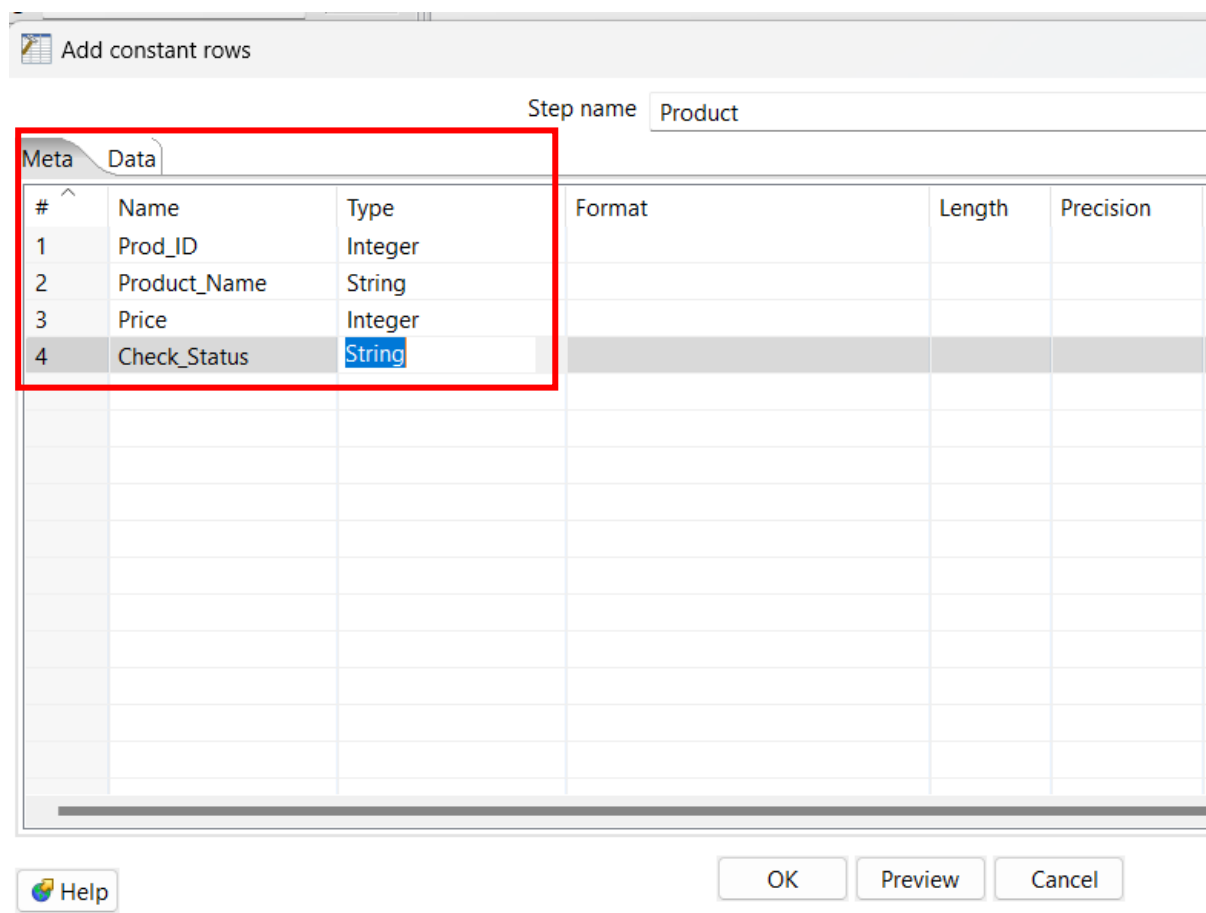 Add constant rows
Step name Product
Meta Data
# Name Type Format Length Precision
1 Prod_ID Integer
2 Product_Name String
3 Price Integer
4 Check_Status String
Help OK Preview Cancel